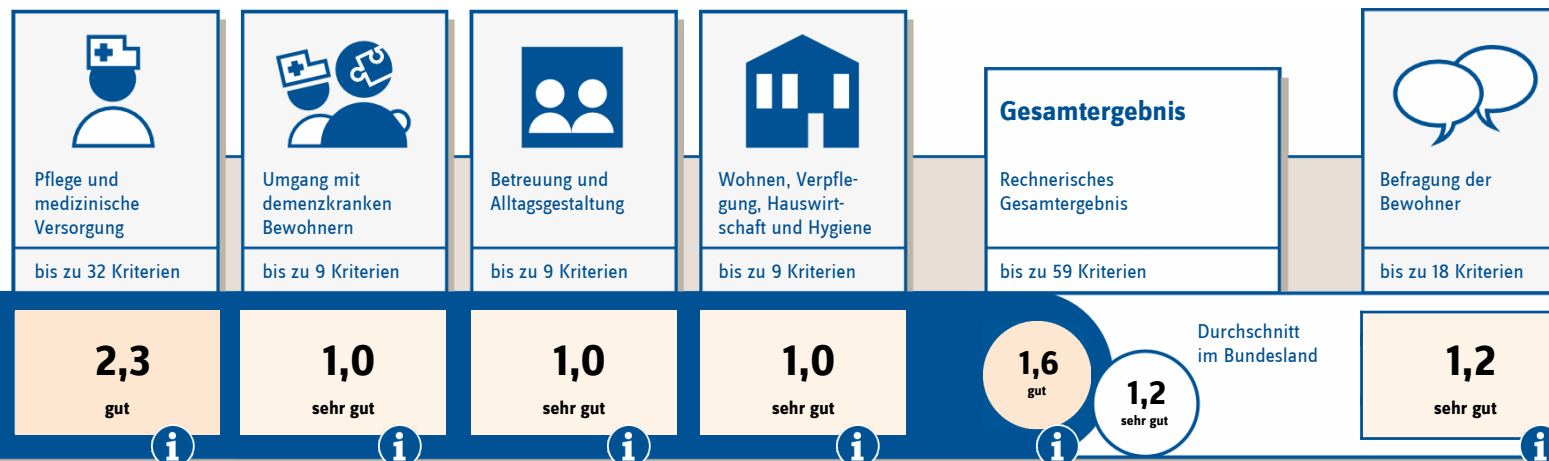 Pflege und
medizinische
Versorgung
bis zu 32 Kriterien
2,3
gut
i
Umgang mit
demenzkranken
Bewohnern
bis zu 9 Kriterien
1,0
sehr gut
i
Betreuung und
Alltagsgestaltung
bis zu 9 Kriterien
1,0
sehr gut
i
Wohnen, Verpfle-
gung, Hauswirt-
schaft und Hygiene
bis zu 9 Kriterien
1,0
sehr gut
i
Gesamtergebnis
Rechnerisches
Gesamtergebnis
bis zu 59 Kriterien
1,6
gut
i
Durchschnitt
im Bundesland
1,2
sehr gut
Befragung der
Bewohner
bis zu 18 Kriterien
1,2
sehr gut
i